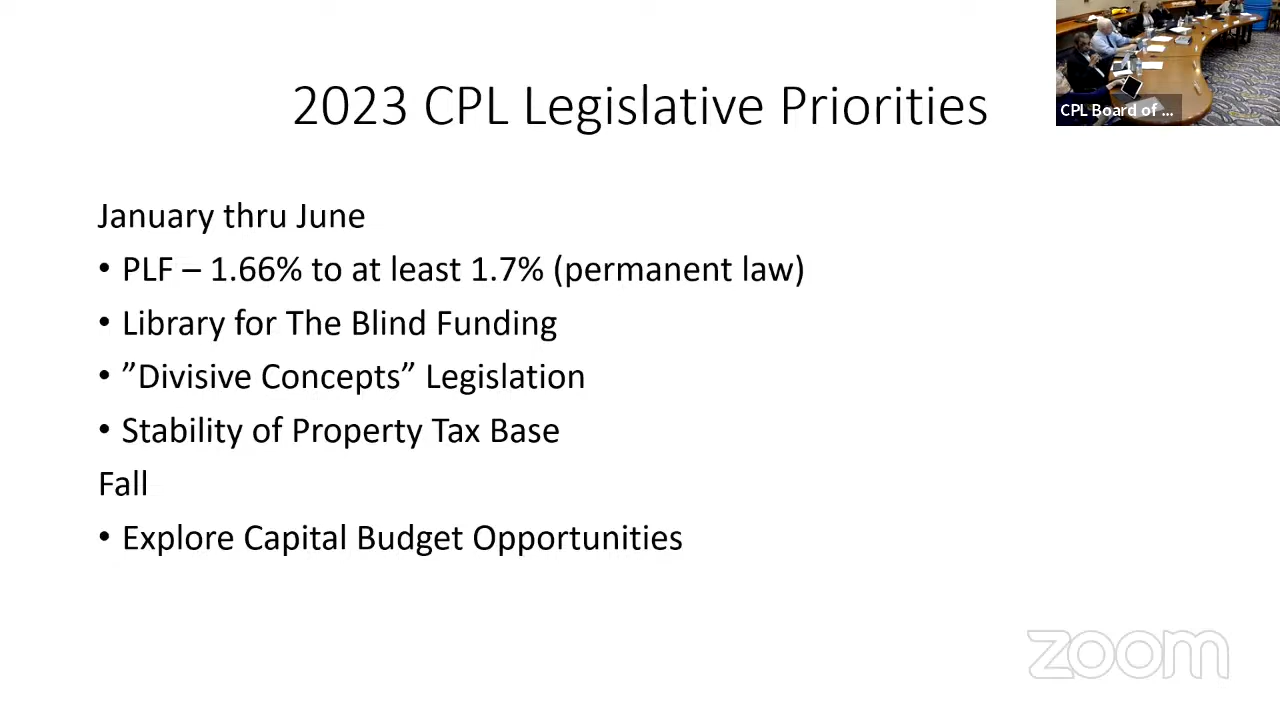 2023 CPL Legislative Priorities
CPL Board of ...
January thru June
• PLF – 1.66% to at least 1.7% (permanent law)
• Library for The Blind Funding
• ”Divisive Concepts” Legislation
• Stability of Property Tax Base
Fall
• Explore Capital Budget Opportunities
zoom